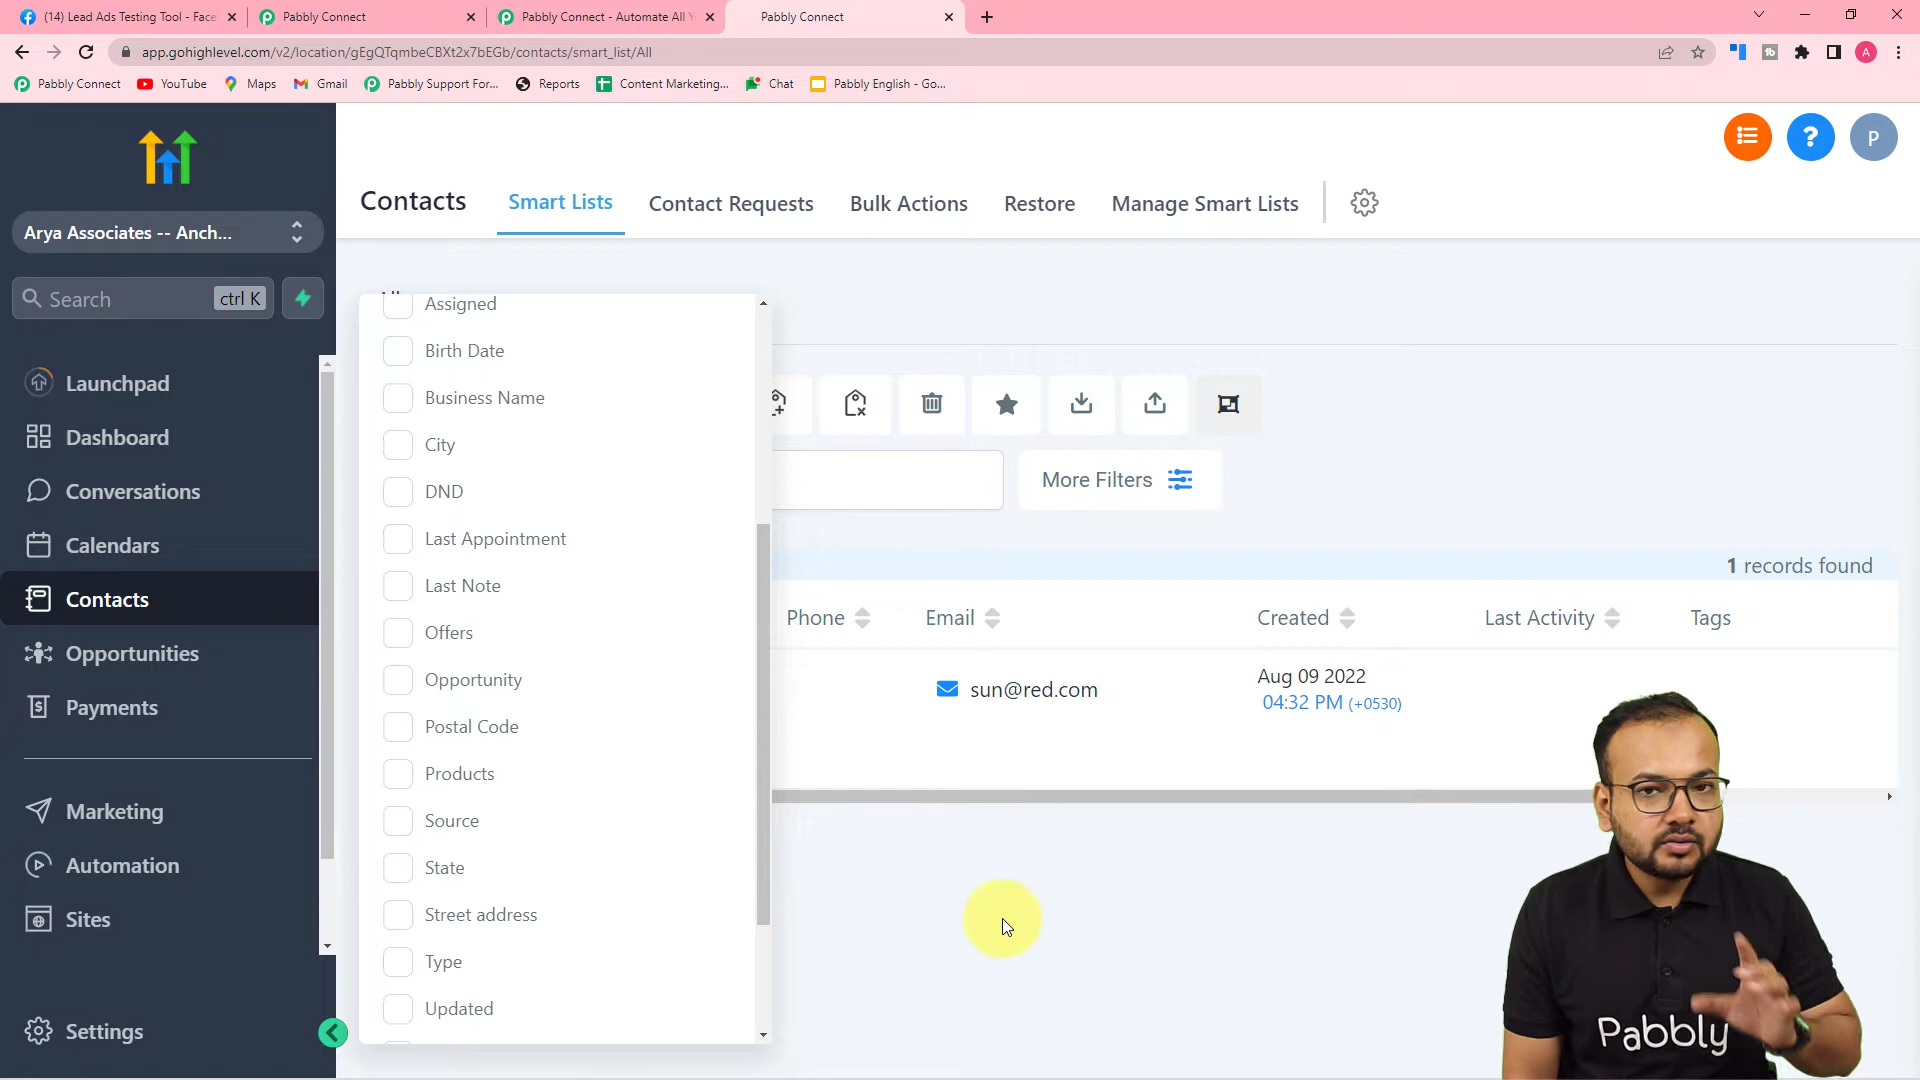 (14) Lead Ads Testing Tool - Face
Pabbly Connect
Pabbly Connect - Automate All Y
Pabbly Connect
app.gohighlevel.com/v2/location/gEgQTqmbeCBXt2x7bEGb/contacts/smart_list/All
A
Pabbly Connect
YouTube
Maps
Gmail
Pabbly Support For...
Reports
Content Marketing...
Chat
Pabbly English - Go...
?
P
Contacts
Smart Lists
Contact Requests
Bulk Actions
Restore
Manage Smart Lists
Arya Associates -- Anch...
Search
ctrl K
Launchpad
Dashboard
Conversations
Calendars
Contacts
Opportunities
Payments
Marketing
Automation
Sites
Settings
Assigned
Birth Date
Business Name
City
DND
Last Appointment
Last Note
Offers
Opportunity
Postal Code
Products
Source
State
Street address
Type
Updated
More Filters
1 records found
Phone
Email
Created
Last Activity
Tags
sun@red.com
Aug 09 2022
04:32 PM (+0530)
Pabbly